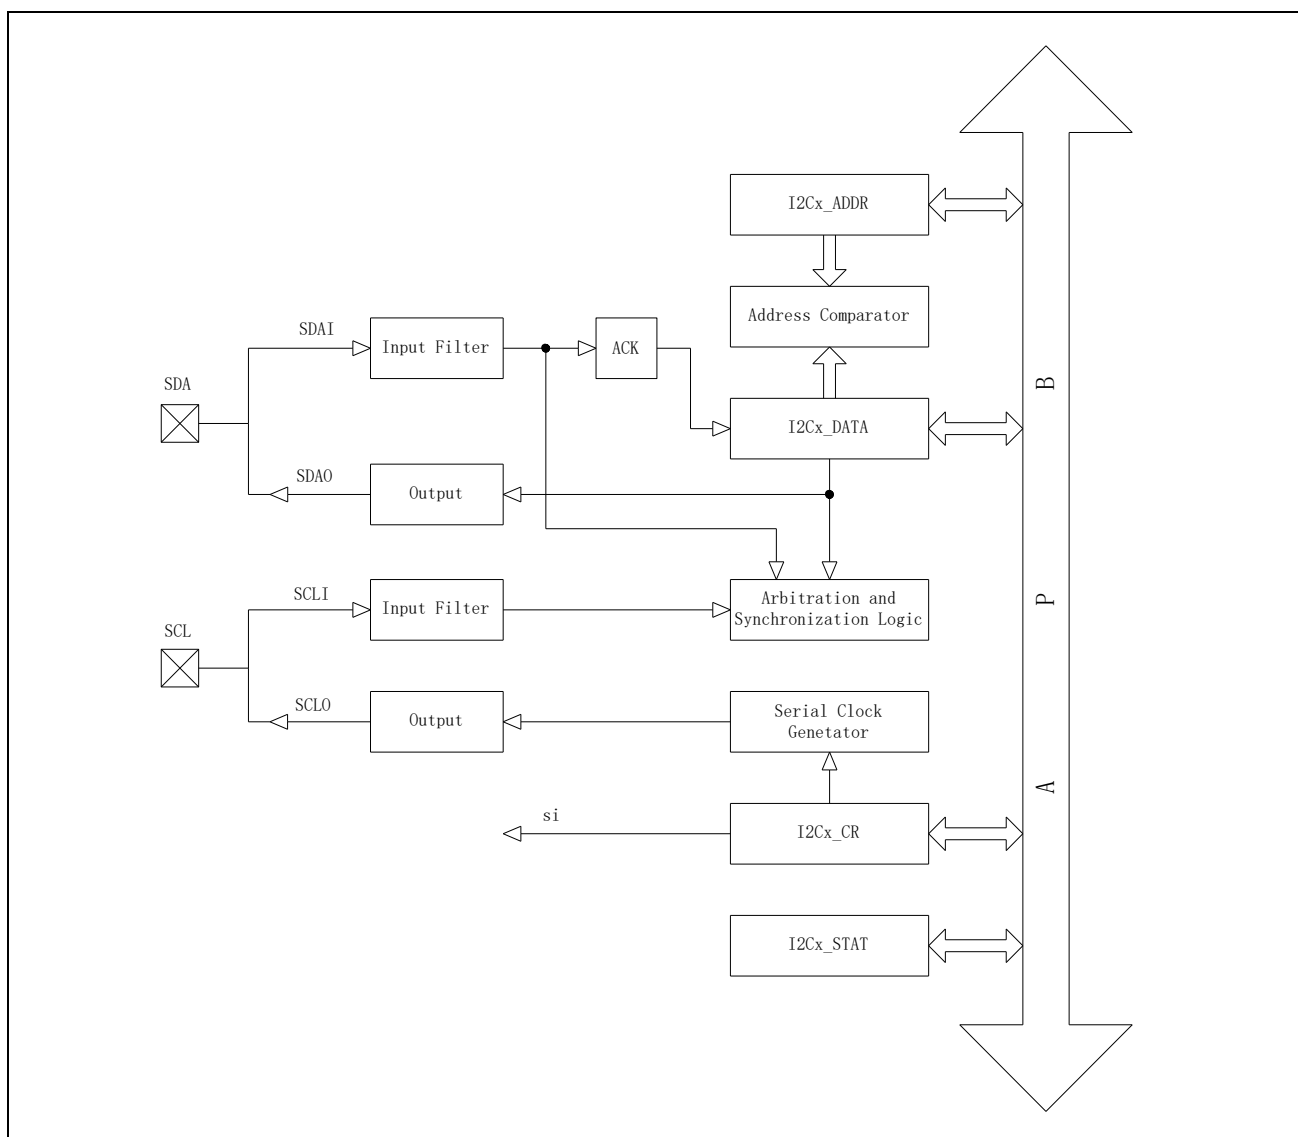 I2Cx_ADDR
Address Comparator
SDAI
Input Filter
ACK
SDA
B
I2Cx_DATA
SDAO
Output
SCLI
Input Filter
Arbitration and
Synchronization Logic
P
SCL
SCLO
Output
Serial Clock
Genetator
A
si
I2Cx_CR
I2Cx_STAT